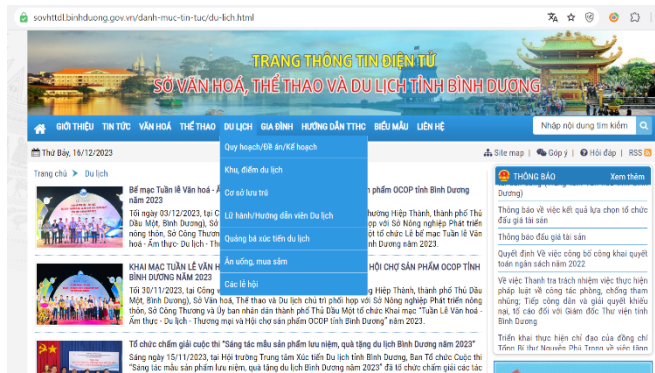 sovhttdl.binhduong.gov.vn/danh-muc-tin-tuc/du-lich.html
TRANG THÔNG TIN ĐIỆN TỬ
SỞ VĂN HOÁ, THỂ THAO VÀ DU LỊCH TỈNH BÌNH DƯƠNG
GIỚI THIỆU TIN TỨC VĂN HOÁ THỂ THAO DU LỊCH GIA ĐÌNH HƯỚNG DẪN TTHC BIỂU MẪU LIÊN HỆ
Nhập nội dung tìm kiếm
Thứ Bảy, 16/12/2023
Site map | Góp ý | Hỏi đáp | RSS
Trang chủ > Du lịch
Quy hoạch/Đề án/Kế hoạch
Khu, điểm du lịch
Cơ sở lưu trú
Lữ hành/Hướng dẫn viên Du lịch
Quảng bá xúc tiến du lịch
Ăn uống, mua sắm
Các lễ hội
Bế mạc Tuần lễ Văn hoá - Ẩ
phẩm OCOP tỉnh Bình Dương
năm 2023
Tối ngày 03/12/2023, tại C
hường Hiệp Thành, thành phố Thủ
Dầu Một, Bình Dương), Sở
ợp với Sở Nông nghiệp Phát triển
nông thôn, Sở Công Thươn
t tổ chức Lễ bế mạc Tuần lễ Văn
hoá - Ẩm thực- Du lịch - Thư
ương năm 2023.
KHAI MẠC TUẦN LỄ VĂN H
HỘI CHỢ SẢN PHẨM OCOP TỈNH
BÌNH DƯƠNG NĂM 2023
Tối 30/11/2023, tại Công v
hường Hiệp Thành, thành phố Thủ Dầu
Một, Bình Dương), Sở Văn hoá, Thể thao và Du lịch chủ trì phối hợp với Sở Nông nghiệp Phát triển nông
thôn, Sở Công Thương và Ủy ban nhân dân thành phố Thủ Dầu Một tổ chức Khai mạc "Tuần Lễ Văn hoá -
Ẩm thực - Du lịch - Thương mại và Hội chợ sản phẩm OCOP tỉnh Bình Dương" năm 2023.
Tổ chức chấm giải cuộc thi "Sáng tác mẫu sản phẩm lưu niệm, quà tặng du lịch Bình Dương năm 2023"
Sáng ngày 15/11/2023, tại Hội trường Trung tâm Xúc tiến Du lịch tỉnh Bình Dương, Ban Tổ chức Cuộc thi
"Sáng tác mẫu sản phẩm lưu niệm, quà tặng du lịch Bình Dương năm 2023" đã tổ chức chấm giải các tác
THÔNG BÁO Xem thêm
Dương)
Thông báo về việc kết quả lựa chọn tổ chức
đấu giá tài sản
Thông báo đấu giá tài sản
Quyết định Về việc công bố công khai quyết
toán ngân sách năm 2022
Về việc Thanh tra trách nhiệm việc thực hiện
pháp luật về công tác phòng, chống tham
nhũng; Tiếp công dân và giải quyết khiếu
nại, tố cáo đối với Giám đốc Thư viện tỉnh
Bình Dương
Triển khai thực hiện chỉ đạo của đồng chí
Tổng Bí thư Nguyễn Phú Trọng về việc tăng